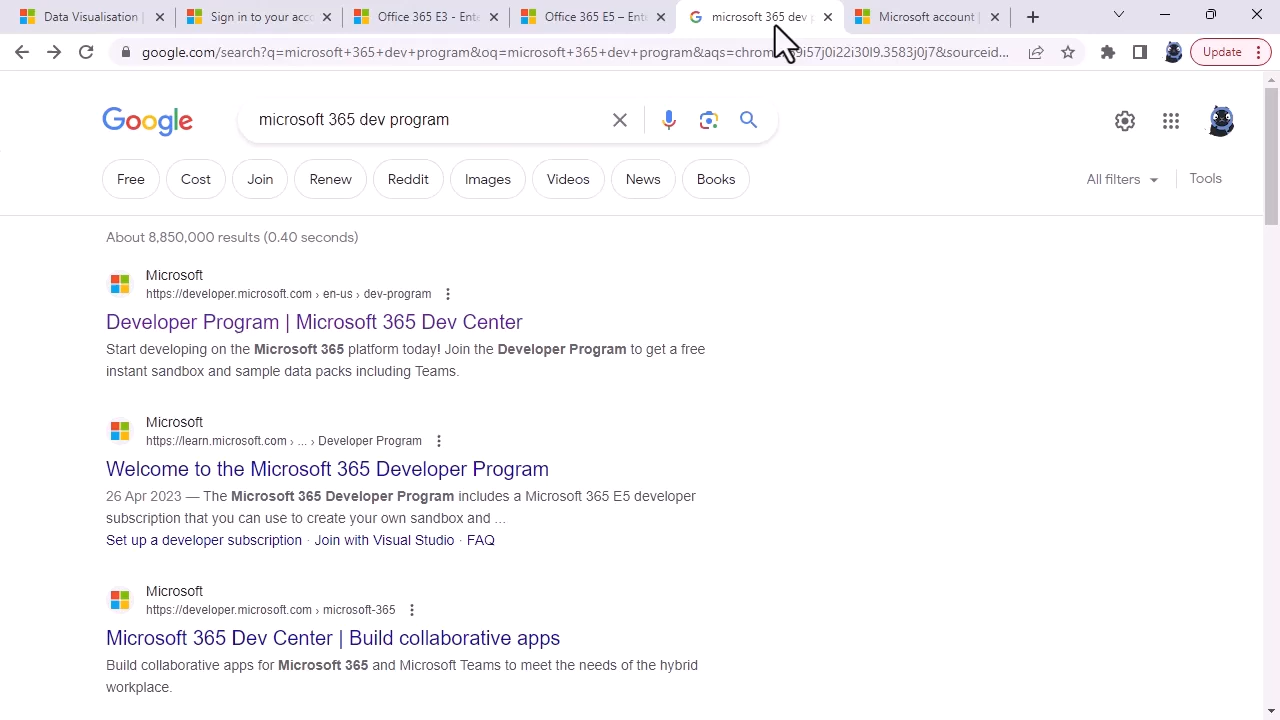 Data Visualisation
Sign in to your acc
Office 365 E3 - Ente
Office 365 E5 – Ente
microsoft 365 dev
Microsoft account
google.com/search?q=microsoft+365+dev+program&oq=microsoft+365+dev+program&aqs=chrom
9i57j0i22i30l9.3583j0j7&sourceid...
Update
Google
microsoft 365 dev program
Free
Cost
Join
Renew
Reddit
Images
Videos
News
Books
All filters
Tools
About 8,850,000 results (0.40 seconds)
Microsoft
https://developer.microsoft.com › en-us › dev-program
Developer Program | Microsoft 365 Dev Center
Start developing on the Microsoft 365 platform today! Join the Developer Program to get a free
instant sandbox and sample data packs including Teams.
Microsoft
https://learn.microsoft.com › ... › Developer Program
Welcome to the Microsoft 365 Developer Program
26 Apr 2023 — The Microsoft 365 Developer Program includes a Microsoft 365 E5 developer
subscription that you can use to create your own sandbox and ...
Set up a developer subscription · Join with Visual Studio · FAQ
Microsoft
https://developer.microsoft.com › microsoft-365
Microsoft 365 Dev Center | Build collaborative apps
Build collaborative apps for Microsoft 365 and Microsoft Teams to meet the needs of the hybrid
workplace.